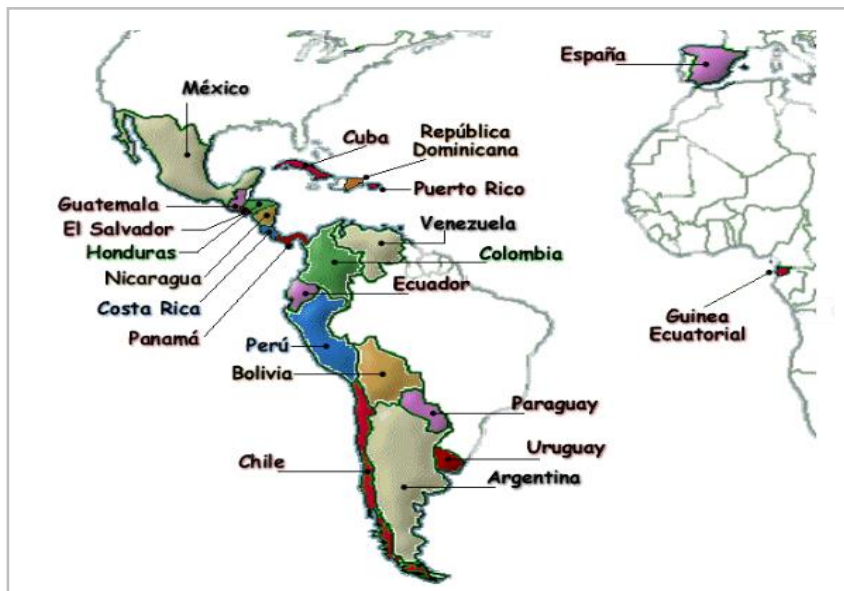 España
México
Cuba
República
Dominicana
Puerto Rico
Guatemala
El Salvador
Venezuela
Honduras
Colombia
Nicaragua
Ecuador
Costa Rica
Guinea
Ecuatorial
Panamá
Perú
Bolivia
Paraguay
Uruguay
Chile
Argentina